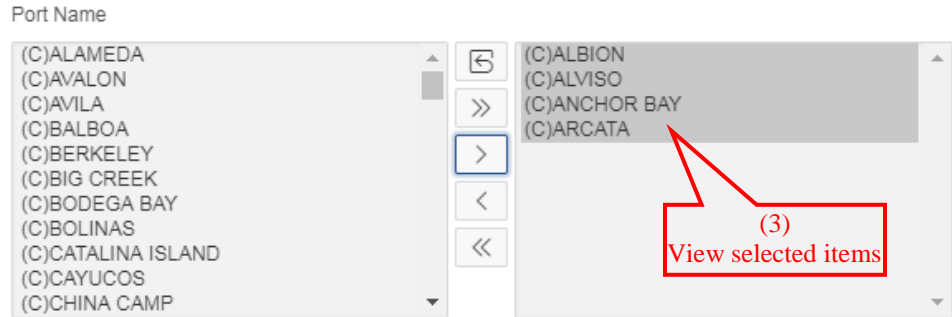 Port Name
(C)ALAMEDA
(C)AVALON
(C)AVILA
(C)BALBOA
(C)BERKELEY
(C)BIG CREEK
(C)BODEGA BAY
(C)BOLINAS
(C)CATALINA ISLAND
(C)CAYUCOS
(C)CHINA CAMP
(C)ALBION
(C)ALVISO
(C)ANCHOR BAY
(C)ARCATA
(3)
View selected items